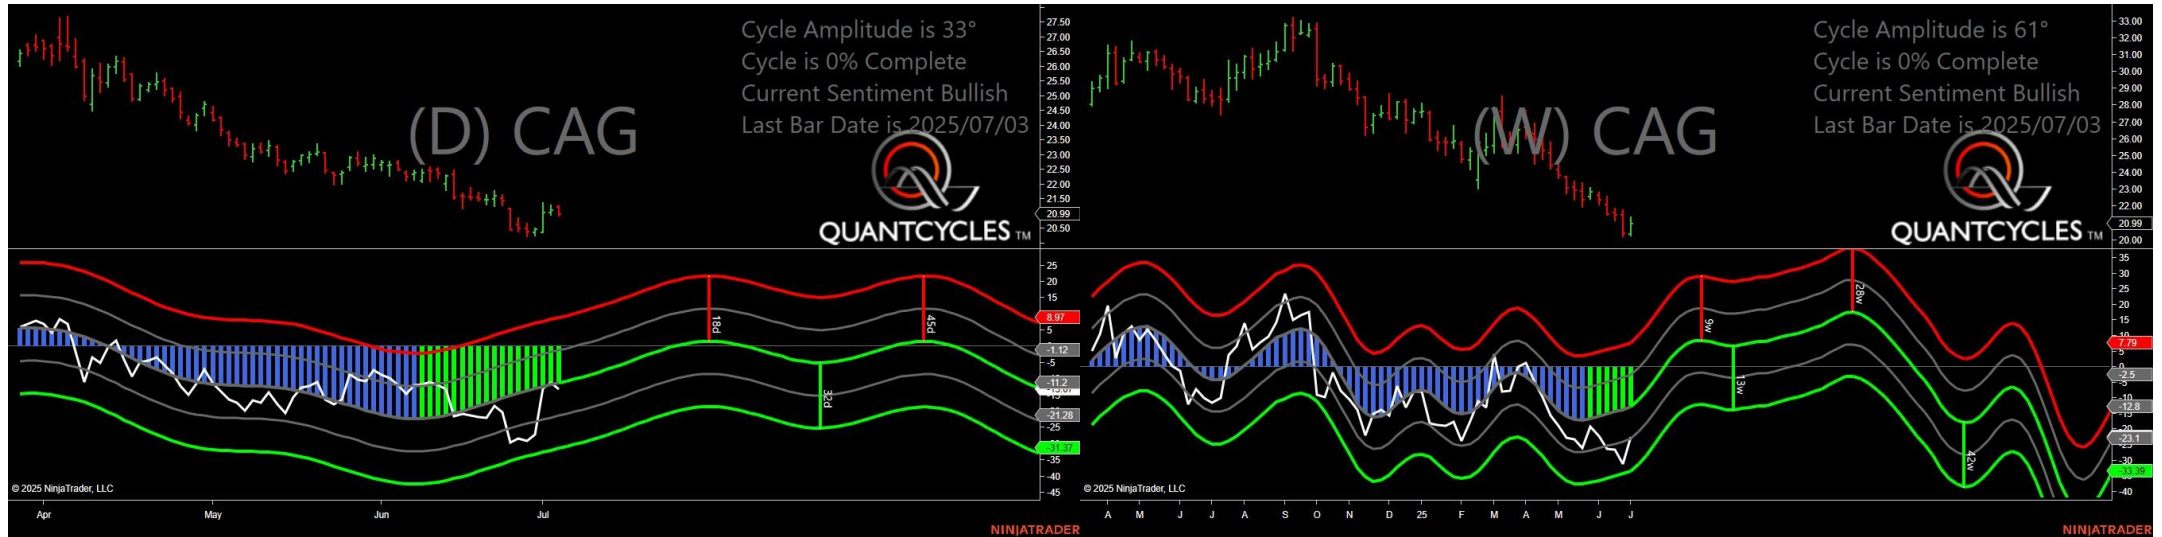 Cycle Amplitude is 33°
Cycle is 0% Complete
Current Sentiment Bullish
Last Bar Date is 2025/07/03
(D) CAG
QUANTCYCLES TM
27.50
27.00
26.50
26.00
25.50
25.00
24.50
24.00
23.50
23.00
22.50
22.00
21.50
20.99
20.50
25
20
15
8.97
5
-1.12
-5
-11.2
-21.28
-25
-31.37
-35
-40
-45
18d
32d
45d
© 2025 NinjaTrader, LLC
Apr May Jun Jul
NINJATRADER
Cycle Amplitude is 61°
Cycle is 0% Complete
Current Sentiment Bullish
Last Bar Date is 2025/07/03
(W) CAG
QUANTCYCLES TM
33.00
32.00
31.00
30.00
29.00
28.00
27.00
26.00
25.00
24.00
23.00
22.00
20.99
20.00
35
30
25
20
15
10
7.79
5
-2.5
-5
-12.8
-23.1
-30
-33.39
-40
9w
13w
28w
42w
© 2025 NinjaTrader, LLC
A M J J A S O N D 25 F M A M J J
NINJATRADER